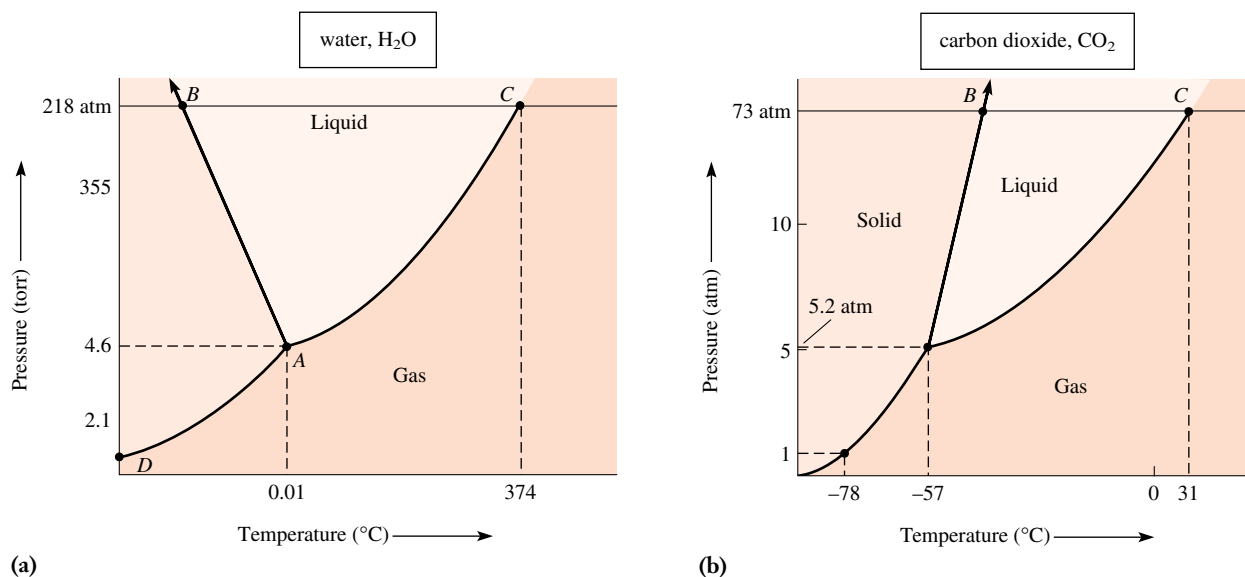 water, H₂O
218 atm
B
C
Liquid
355
Pressure (torr)
4.6
A
Gas
2.1
D
0.01
374
Temperature (°C)
(a)
carbon dioxide, CO₂
73 atm
B
C
Liquid
Solid
10
Pressure (atm)
5.2 atm
5
Gas
1
–78
–57
0
31
Temperature (°C)
(b)